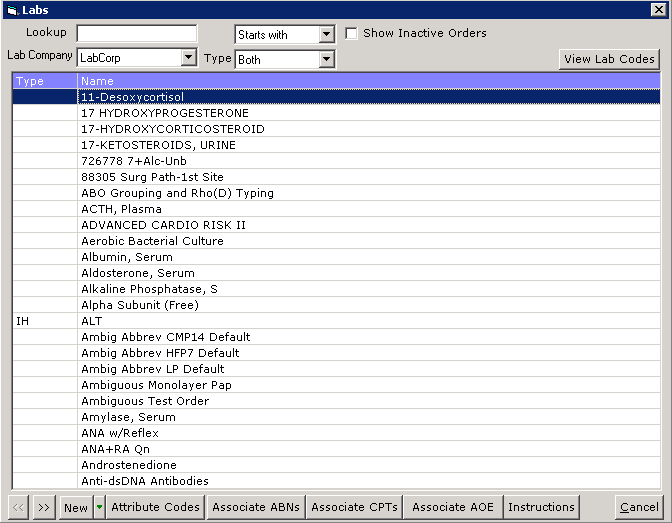 Labs
Lookup Starts with Show Inactive Orders
Lab Company LabCorp Type Both View Lab Codes
Type Name
11-Desoxycortisol
17 HYDROXYPROGESTERONE
17-HYDROXYCORTICOSTEROID
17-KETOSTEROIDS, URINE
726778 7+Alc-Unb
88305 Surg Path-1st Site
ABO Grouping and Rho(D) Typing
ACTH, Plasma
ADVANCED CARDIO RISK II
Aerobic Bacterial Culture
Albumin, Serum
Aldosterone, Serum
Alkaline Phosphatase, S
Alpha Subunit (Free)
IH ALT
Ambig Abbrev CMP14 Default
Ambig Abbrev HFP7 Default
Ambig Abbrev LP Default
Ambiguous Monolayer Pap
Ambiguous Test Order
Amylase, Serum
ANA w/Reflex
ANA+RA Qn
Androstenedione
Anti-dsDNA Antibodies
<< >> New Attribute Codes Associate ABNs Associate CPTs Associate AOE Instructions Cancel